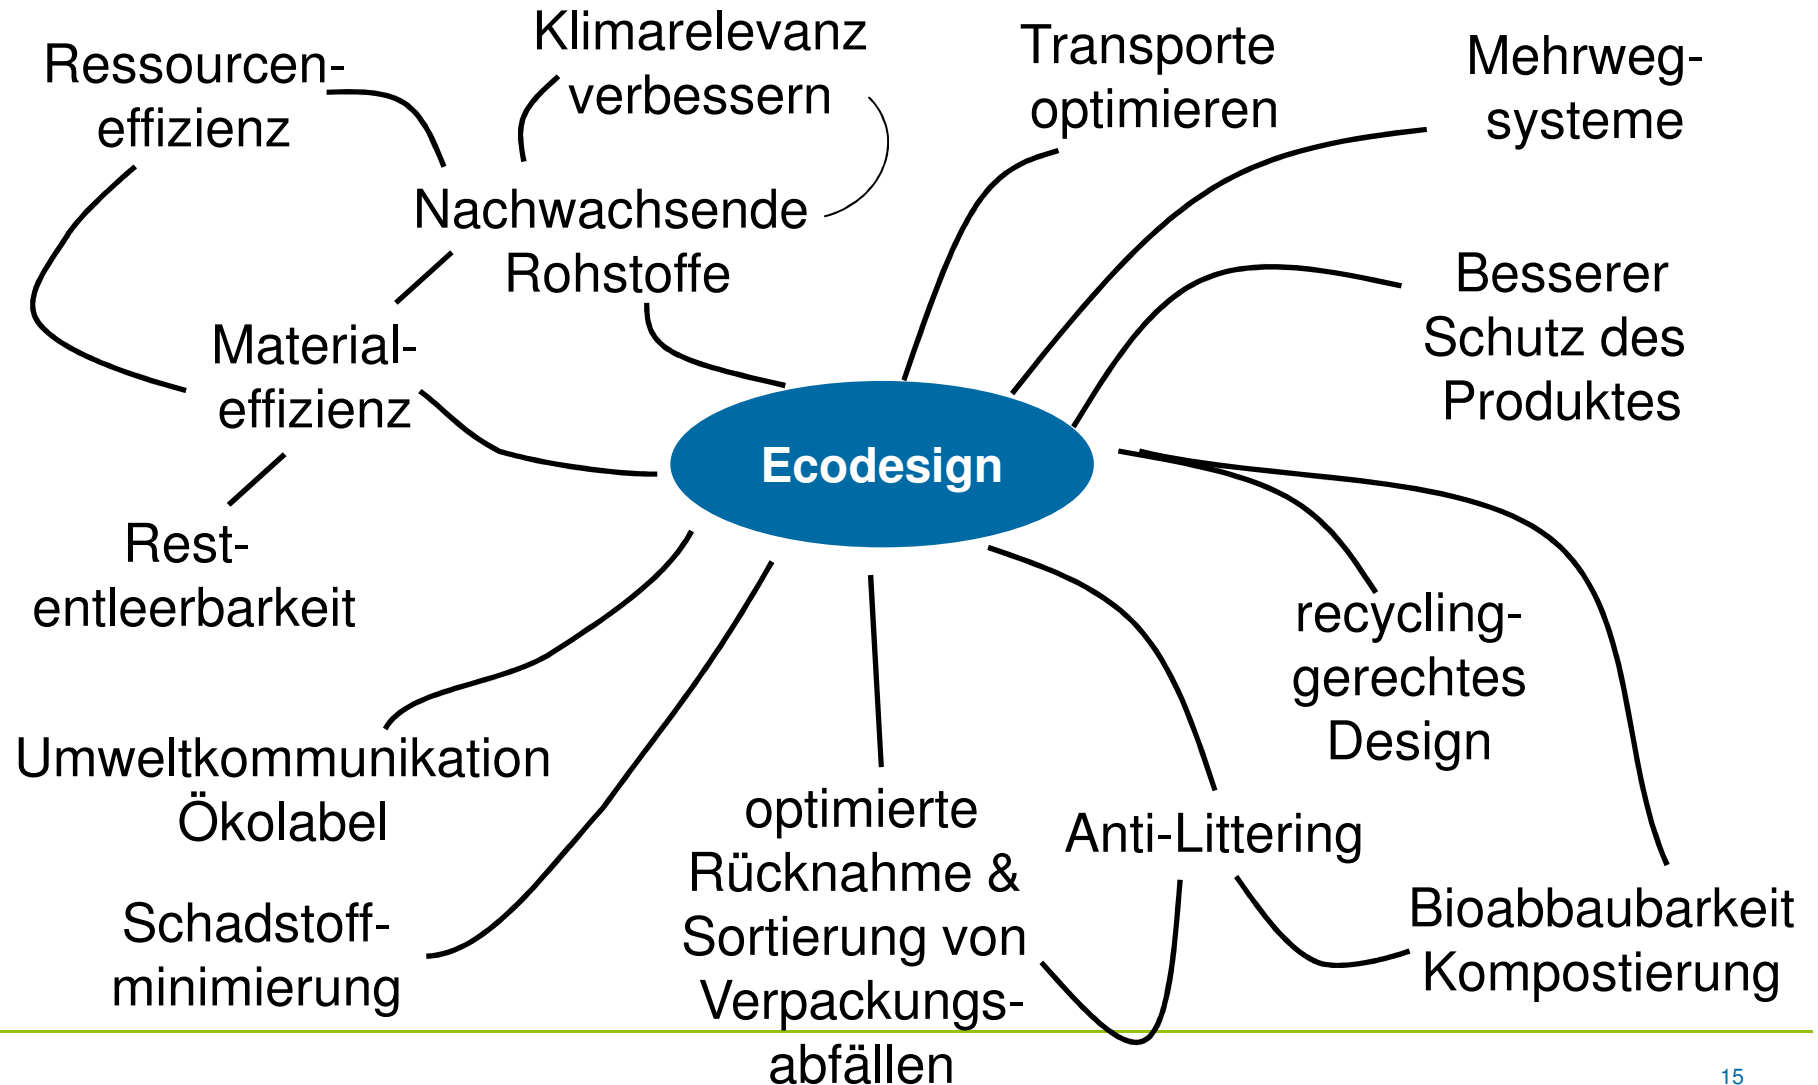 Ressourcen-
effizienz
Klimarelevanz
verbessern
Transporte
optimieren
Mehrweg-
systeme
Nachwachsende
Rohstoffe
Besserer
Schutz des
Produktes
Material-
effizienz
Ecodesign
Rest-
entleerbarkeit
recycling-
gerechtes
Design
Umweltkommunikation
Ökolabel
optimierte
Rücknahme &
Sortierung von
Verpackungs-
abfällen
Anti-Littering
Bioabbaubarkeit
Kompostierung
Schadstoff-
minimierung
15